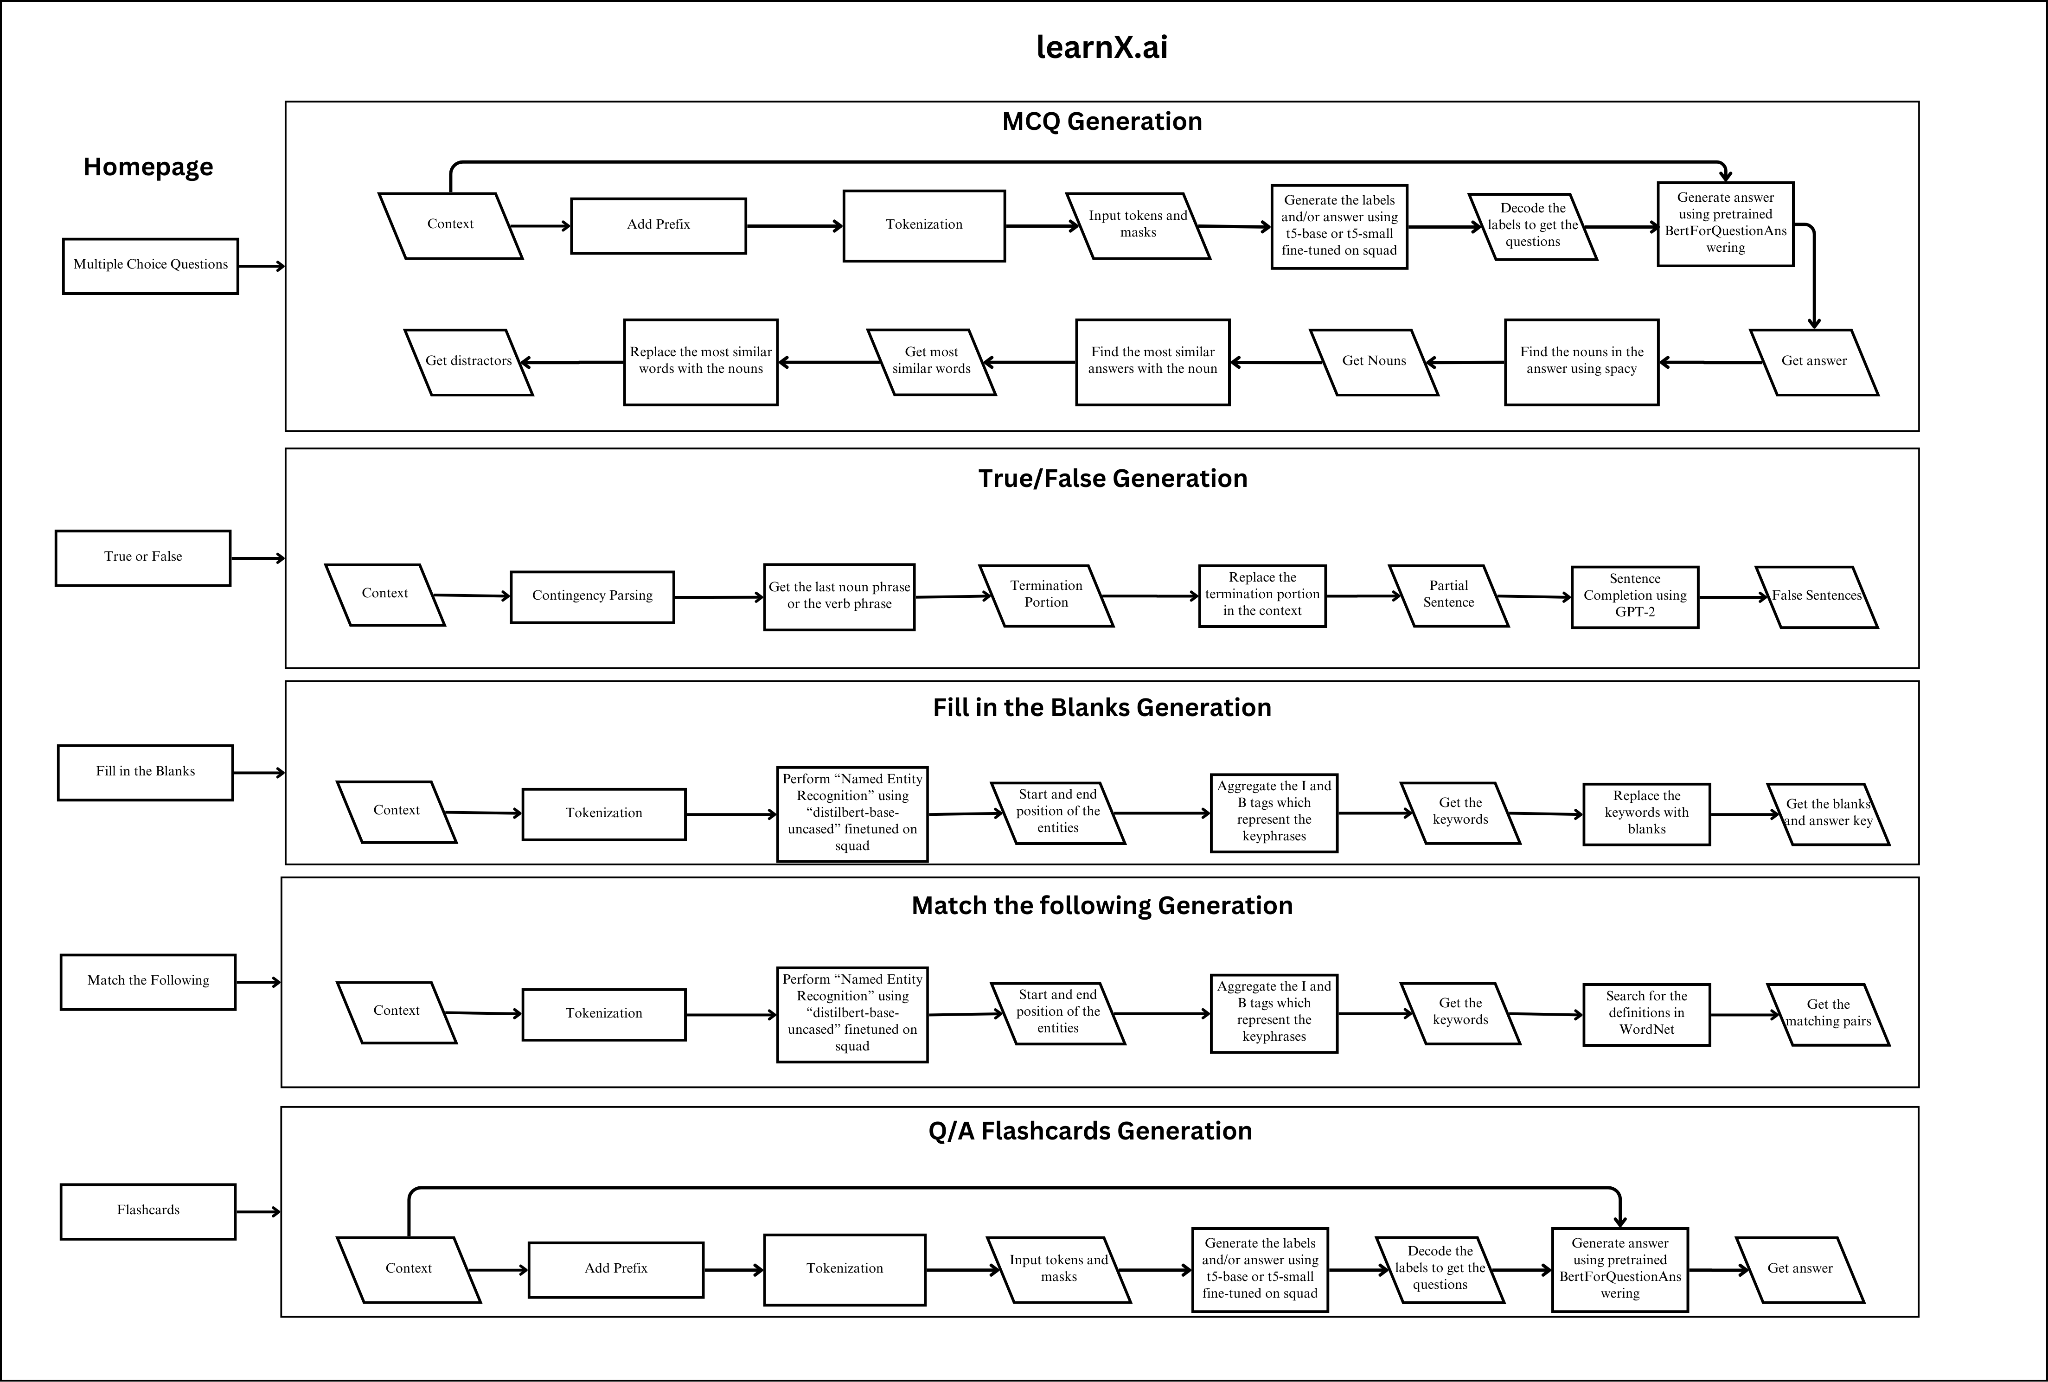 learnX.ai
Homepage
MCQ Generation
Multiple Choice Questions
Context
Add Prefix
Tokenization
Input tokens and
masks
Generate the labels
and/or answer using
t5-base or t5-small
fine-tuned on squad
Decode the
labels to get the
questions
Generate answer
using pretrained
BertForQuestionAns
wering
Get answer
Find the nouns in the
answer using spacy
Get Nouns
Find the most similar
answers with the noun
Get most
similar words
Replace the most similar
words with the nouns
Get distractors
True/False Generation
True or False
Context
Contingency Parsing
Get the last noun phrase
or the verb phrase
Termination
Portion
Replace the
termination portion
in the context
Partial
Sentence
Sentence
Completion using
GPT-2
False Sentences
Fill in the Blanks Generation
Fill in the Blanks
Context
Tokenization
Perform “Named Entity
Recognition” using
“distilbert-base-
uncased” finetuned on
squad
Start and end
position of the
entities
Aggregate the I and
B tags which
represent the
keyphrases
Get the
keywords
Replace the
keywords with
blanks
Get the blanks
and answer key
Match the following Generation
Match the Following
Context
Tokenization
Perform “Named Entity
Recognition” using
“distilbert-base-
uncased” finetuned on
squad
Start and end
position of the
entities
Aggregate the I and
B tags which
represent the
keyphrases
Get the
keywords
Search for the
definitions in
WordNet
Get the
matching pairs
Q/A Flashcards Generation
Flashcards
Context
Add Prefix
Tokenization
Input tokens and
masks
Generate the labels
and/or answer using
t5-base or t5-small
fine-tuned on squad
Decode the
labels to get the
questions
Generate answer
using pretrained
BertForQuestionAns
wering
Get answer